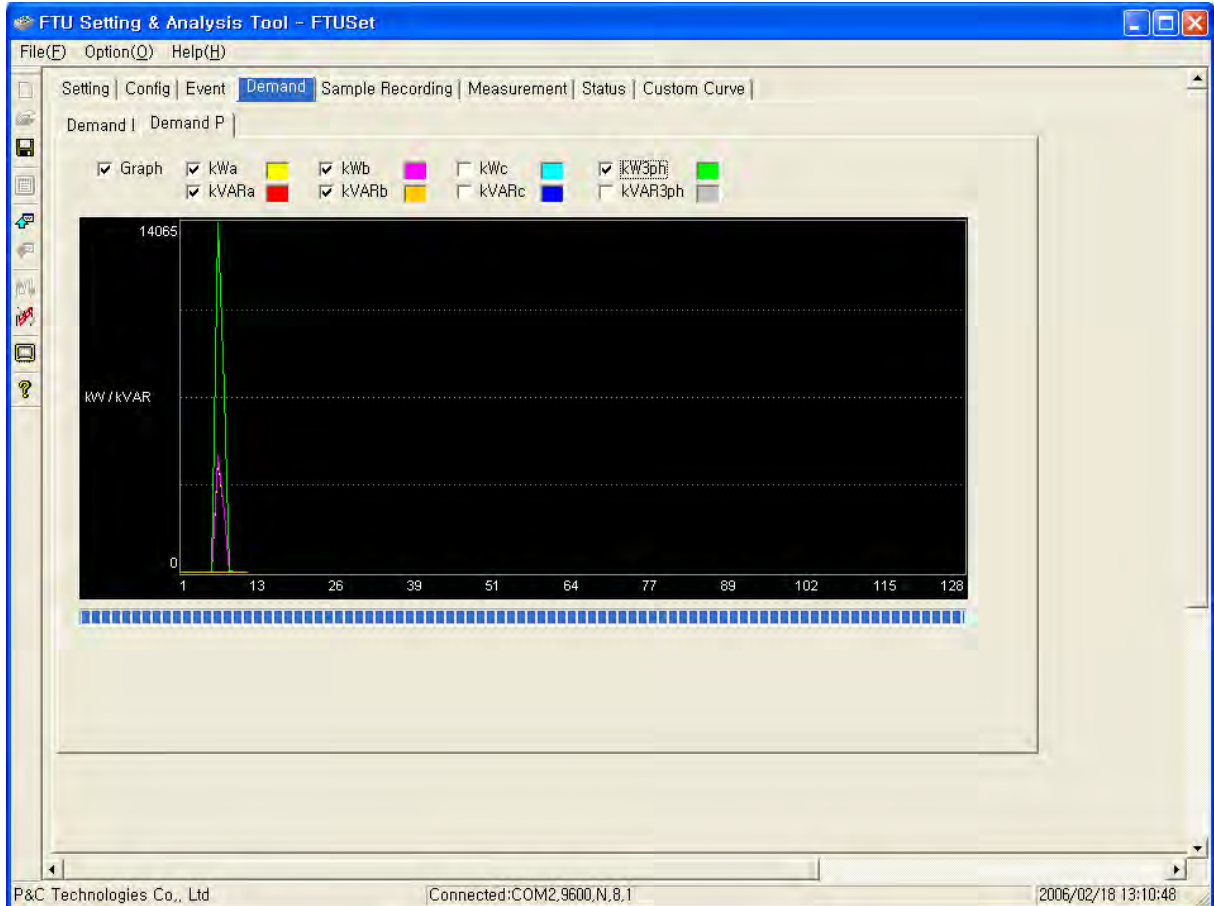 FTU Setting & Analysis Tool - FTUSet
File(F) Option(O) Help(H)
Setting | Config | Event Demand Sample Recording | Measurement | Status | Custom Curve |
Demand I Demand P |
Graph kWa kWb kWc kW3ph
kVARa kVARb kVARc kVAR3ph
14065
kW/kVAR
0
1 13 26 39 51 64 77 89 102 115 128
P&C Technologies Co,, Ltd Connected:COM2,9600,N,8,1 2006/02/18 13:10:48